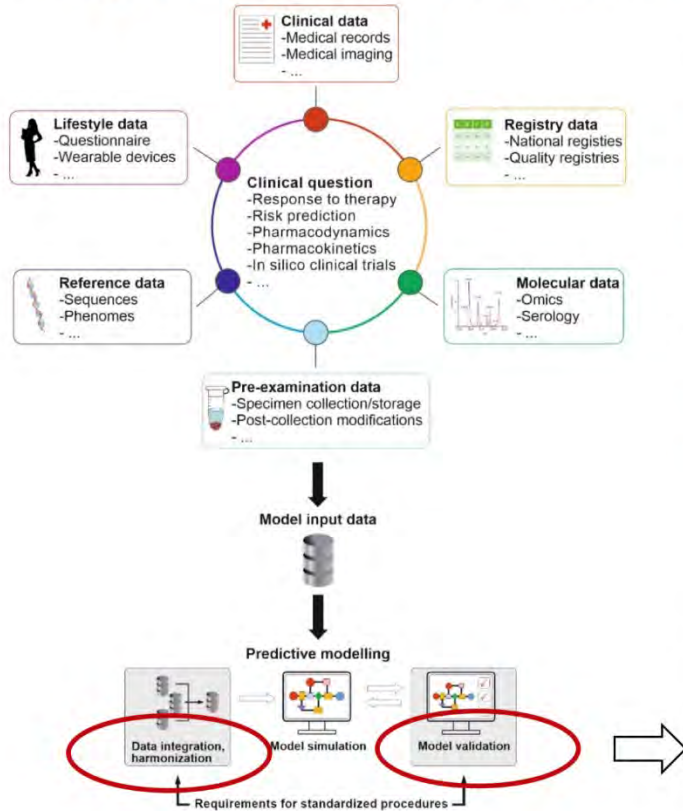 Clinical data
-Medical records
-Medical imaging
- ...
Lifestyle data
-Questionnaire
-Wearable devices
- ...
Registry data
-National registies
-Quality registries
- ...
Clinical question
-Response to therapy
-Risk prediction
-Pharmacodynamics
-Pharmacokinetics
-In silico clinical trials
- ...
Reference data
-Sequences
-Phenomes
- ...
Molecular data
-Omics
-Serology
- ...
Pre-examination data
-Specimen collection/storage
-Post-collection modifications
- ...
Model input data
Predictive modelling
Data integration,
harmonization
Model simulation
Model validation
Requirements for standardized procedures